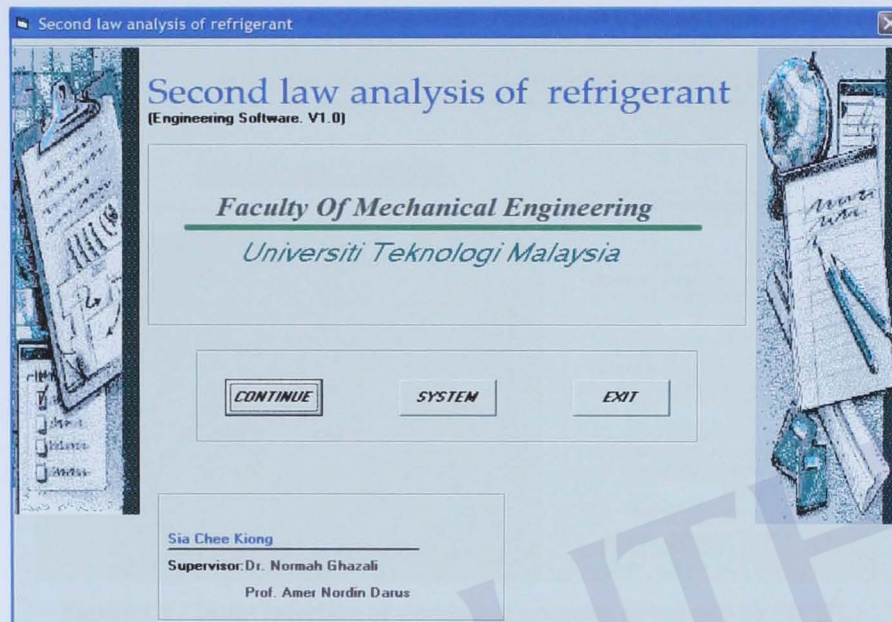 Second law analysis of refrigerant
Second law analysis of refrigerant
(Engineering Software. V1.0)
Faculty Of Mechanical Engineering
Universiti Teknologi Malaysia
CONTINUE SYSTEM EXIT
Sia Chee Kiong
Supervisor: Dr. Normah Ghazali
Prof. Amer Nordin Darus